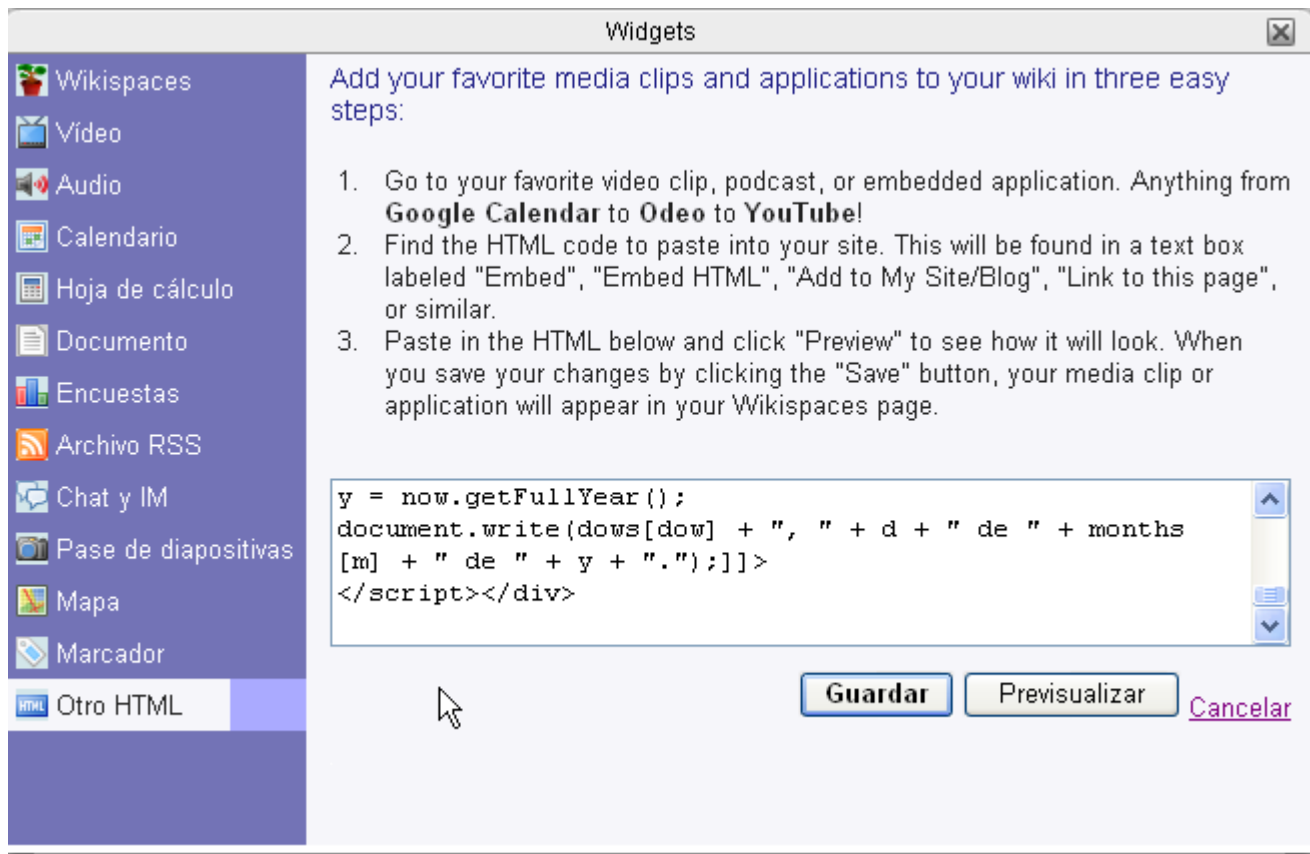 Widgets
Wikispaces
Vídeo
Audio
Calendario
Hoja de cálculo
Documento
Encuestas
Archivo RSS
Chat y IM
Pase de diapositivas
Mapa
Marcador
HTML Otro HTML
Add your favorite media clips and applications to your wiki in three easy
steps:
1. Go to your favorite video clip, podcast, or embedded application. Anything from
Google Calendar to Odeo to YouTube!
2. Find the HTML code to paste into your site. This will be found in a text box
labeled "Embed", "Embed HTML", "Add to My Site/Blog", "Link to this page",
or similar.
3. Paste in the HTML below and click "Preview" to see how it will look. When
you save your changes by clicking the "Save" button, your media clip or
application will appear in your Wikispaces page.
y = now.getFullYear();
document.write(dows[dow] + ", " + d + " de " + months
[m] + " de " + y + ".");]]>
</script></div>
Guardar Previsualizar Cancelar